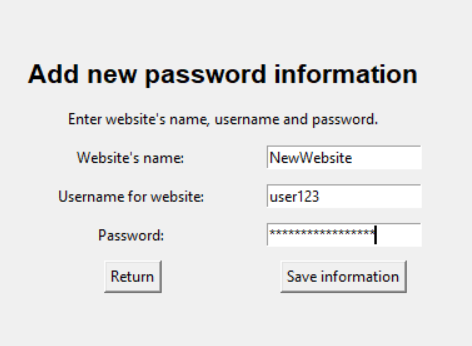 Add new password information
Enter website's name, username and password.
Website's name: NewWebsite
Username for website: user123
Password: *****************
Return Save information